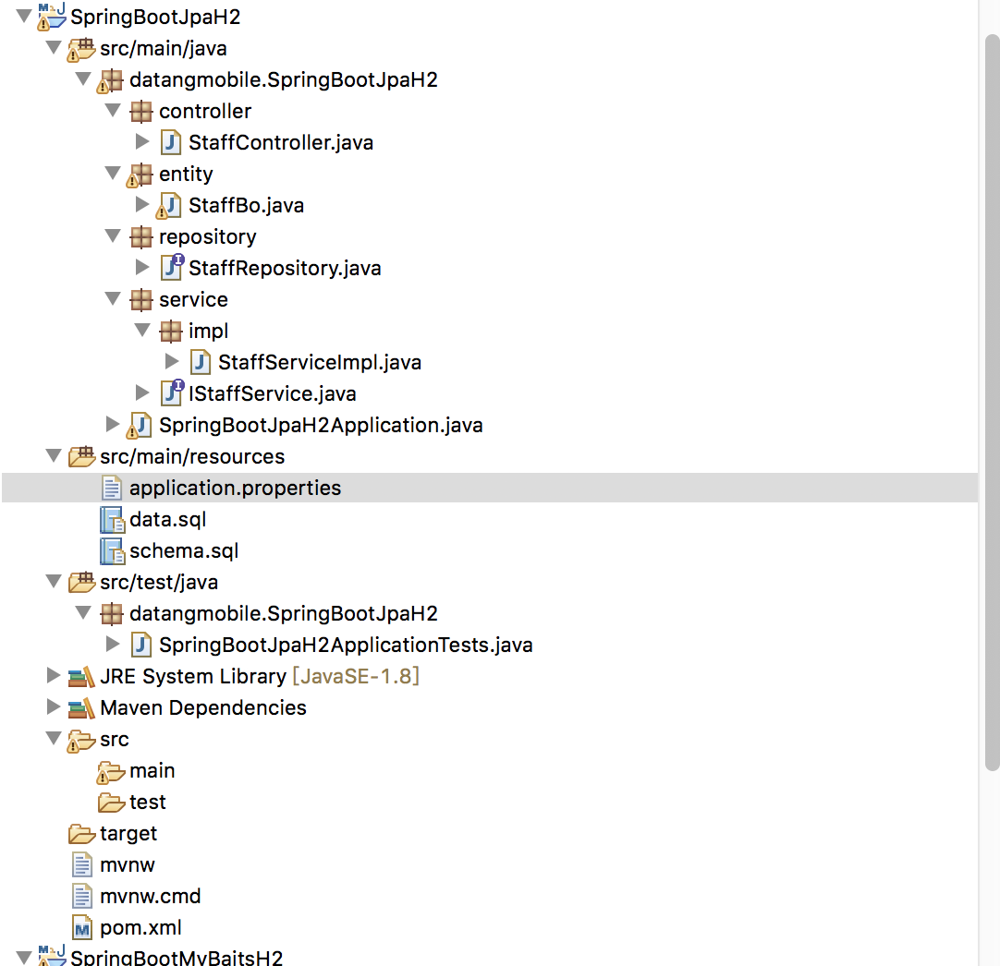 SpringBootJpaH2
src/main/java
datangmobile.SpringBootJpaH2
controller
StaffController.java
entity
StaffBo.java
repository
StaffRepository.java
service
impl
StaffServiceImpl.java
IStaffService.java
SpringBootJpaH2Application.java
src/main/resources
application.properties
data.sql
schema.sql
src/test/java
datangmobile.SpringBootJpaH2
SpringBootJpaH2ApplicationTests.java
JRE System Library [JavaSE-1.8]
Maven Dependencies
src
main
test
target
mvnw
mvnw.cmd
pom.xml
SpringBootMyBaitsH2